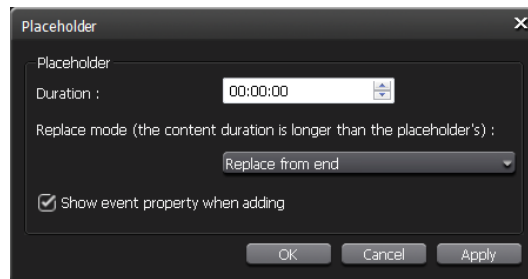 Placeholder
Placeholder
Duration :
00:00:00
Replace mode (the content duration is longer than the placeholder's) :
Replace from end
Show event property when adding
OK
Cancel
Apply